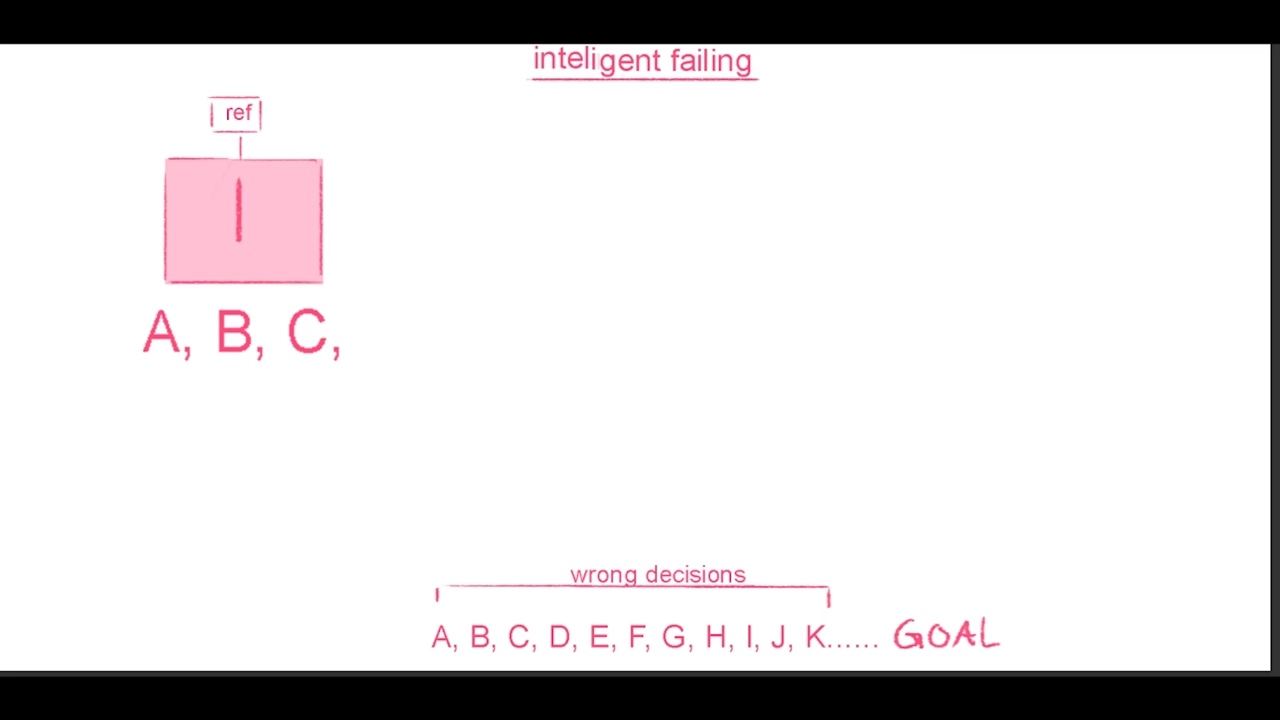 inteligent failing
ref
A, B, C,
wrong decisions
A, B, C, D, E, F, G, H, I, J, K...... GOAL